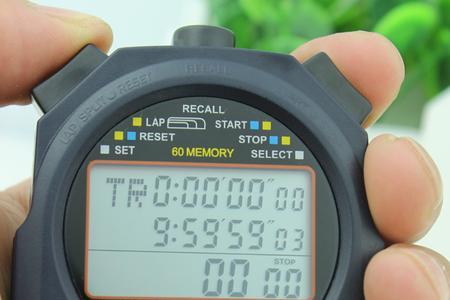 RECALL
LAP SPLIT / RESET
RECALL
LAP START
RESET STOP
SET 60 MEMORY SELECT
TR 0:00'00"00
9:59'59"03
STOP
00 00